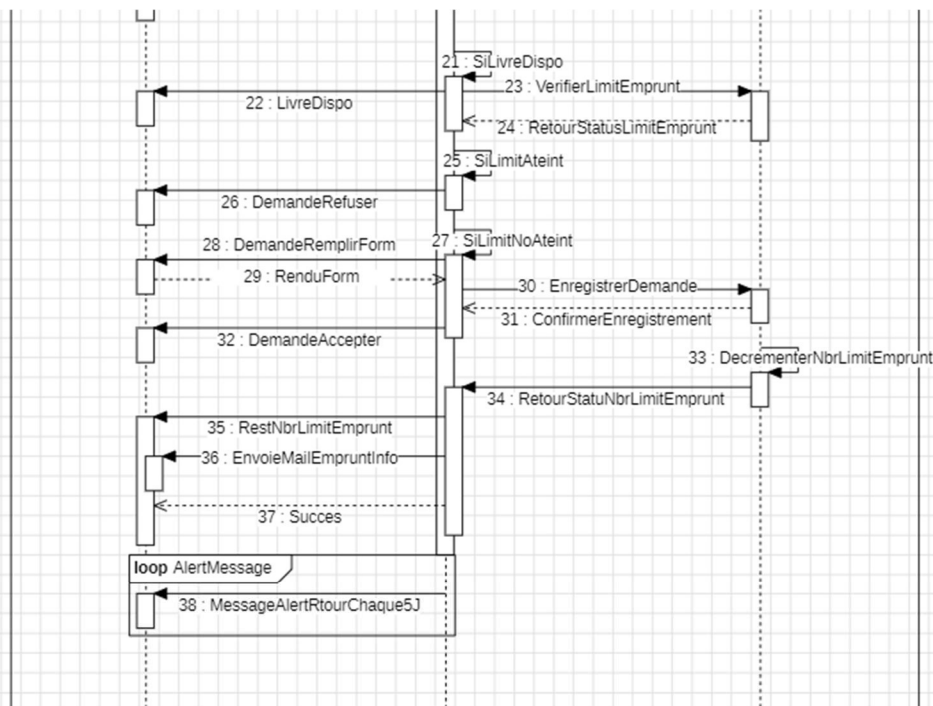 21 : SiLivreDispo
22 : LivreDispo
23 : VerifierLimitEmprunt
24 : RetourStatusLimitEmprunt
25 : SiLimitAteint
26 : DemandeRefuser
27 : SiLimitNoAteint
28 : DemandeRemplirForm
29 : RenduForm
30 : EnregistrerDemande
31 : ConfirmerEnregistrement
32 : DemandeAccepter
33 : DecrementerNbrLimitEmprunt
34 : RetourStatuNbrLimitEmprunt
35 : RestNbrLimitEmprunt
36 : EnvoieMailEmpruntInfo
37 : Succes
loop AlertMessage
38 : MessageAlertRtourChaque5J